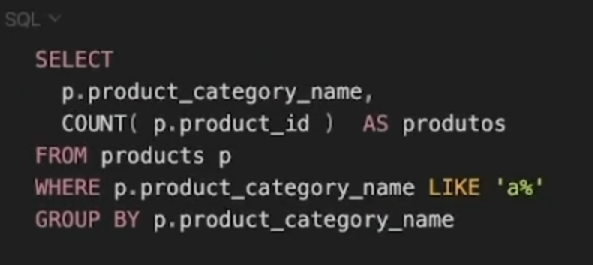 SQL
SELECT
p.product_category_name,
COUNT( p.product_id ) AS produtos
FROM products p
WHERE p.product_category_name LIKE 'a%'
GROUP BY p.product_category_name